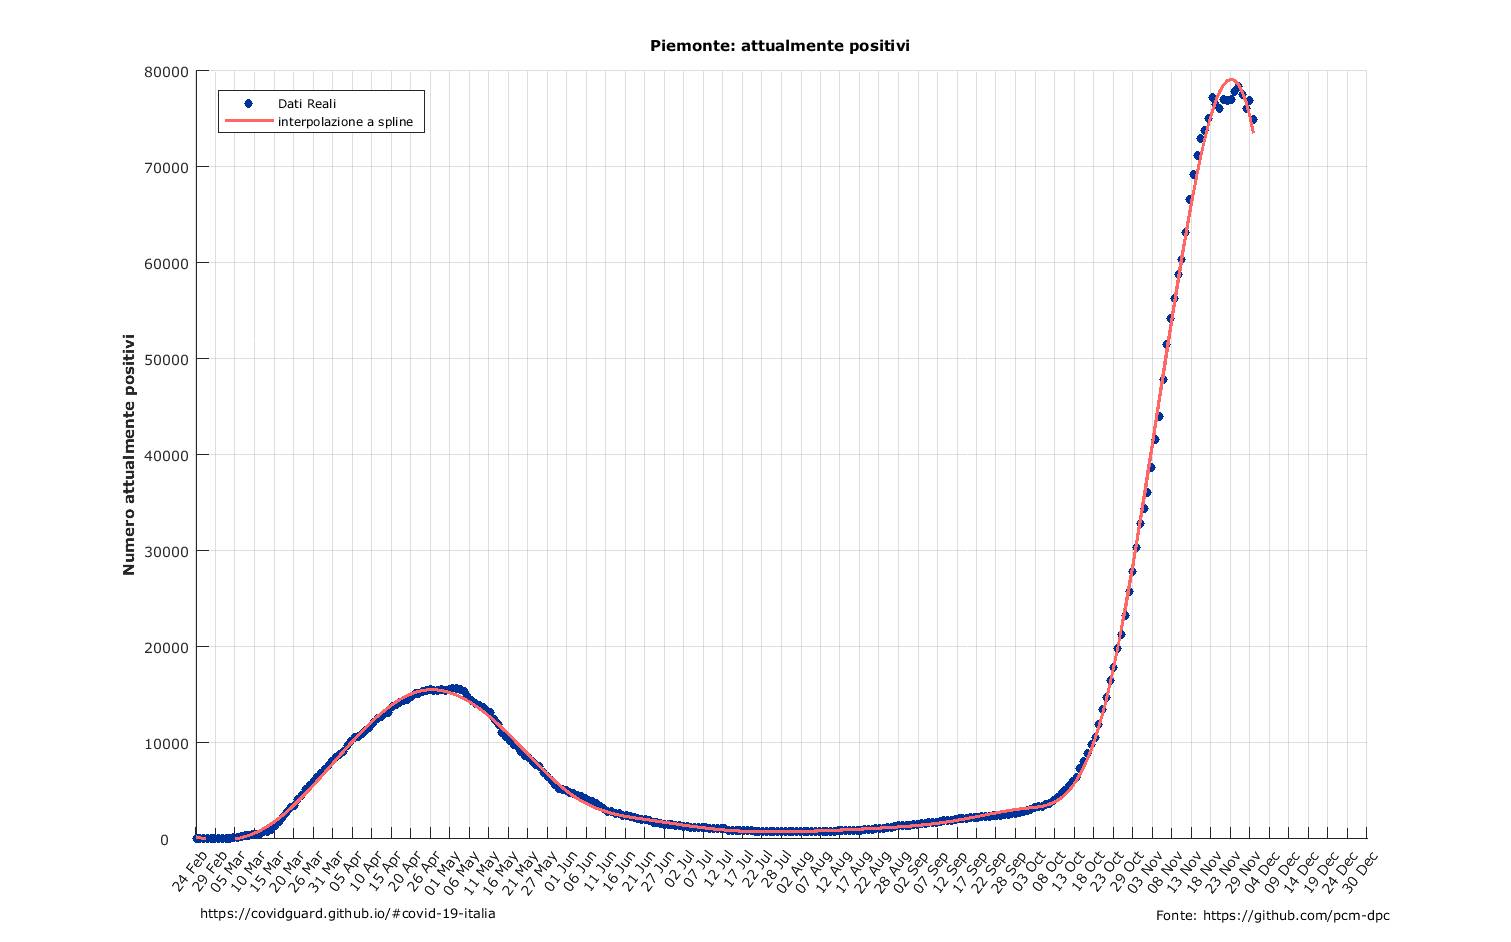 Piemonte: attualmente positivi
80000
70000
60000
50000
40000
30000
20000
10000
0
Numero attualmente positivi
Dati Reali
interpolazione a spline
24 Feb
29 Feb
05 Mar
10 Mar
15 Mar
20 Mar
26 Mar
31 Mar
05 Apr
10 Apr
15 Apr
20 Apr
26 Apr
01 May
06 May
11 May
16 May
21 May
27 May
01 Jun
06 Jun
11 Jun
16 Jun
21 Jun
27 Jun
02 Jul
07 Jul
12 Jul
17 Jul
22 Jul
28 Jul
02 Aug
07 Aug
12 Aug
17 Aug
22 Aug
28 Aug
02 Sep
07 Sep
12 Sep
17 Sep
22 Sep
28 Sep
03 Oct
08 Oct
13 Oct
18 Oct
23 Oct
29 Oct
03 Nov
08 Nov
13 Nov
18 Nov
23 Nov
29 Nov
04 Dec
09 Dec
14 Dec
19 Dec
24 Dec
30 Dec
https://covidguard.github.io/#covid-19-italia
Fonte: https://github.com/pcm-dpc